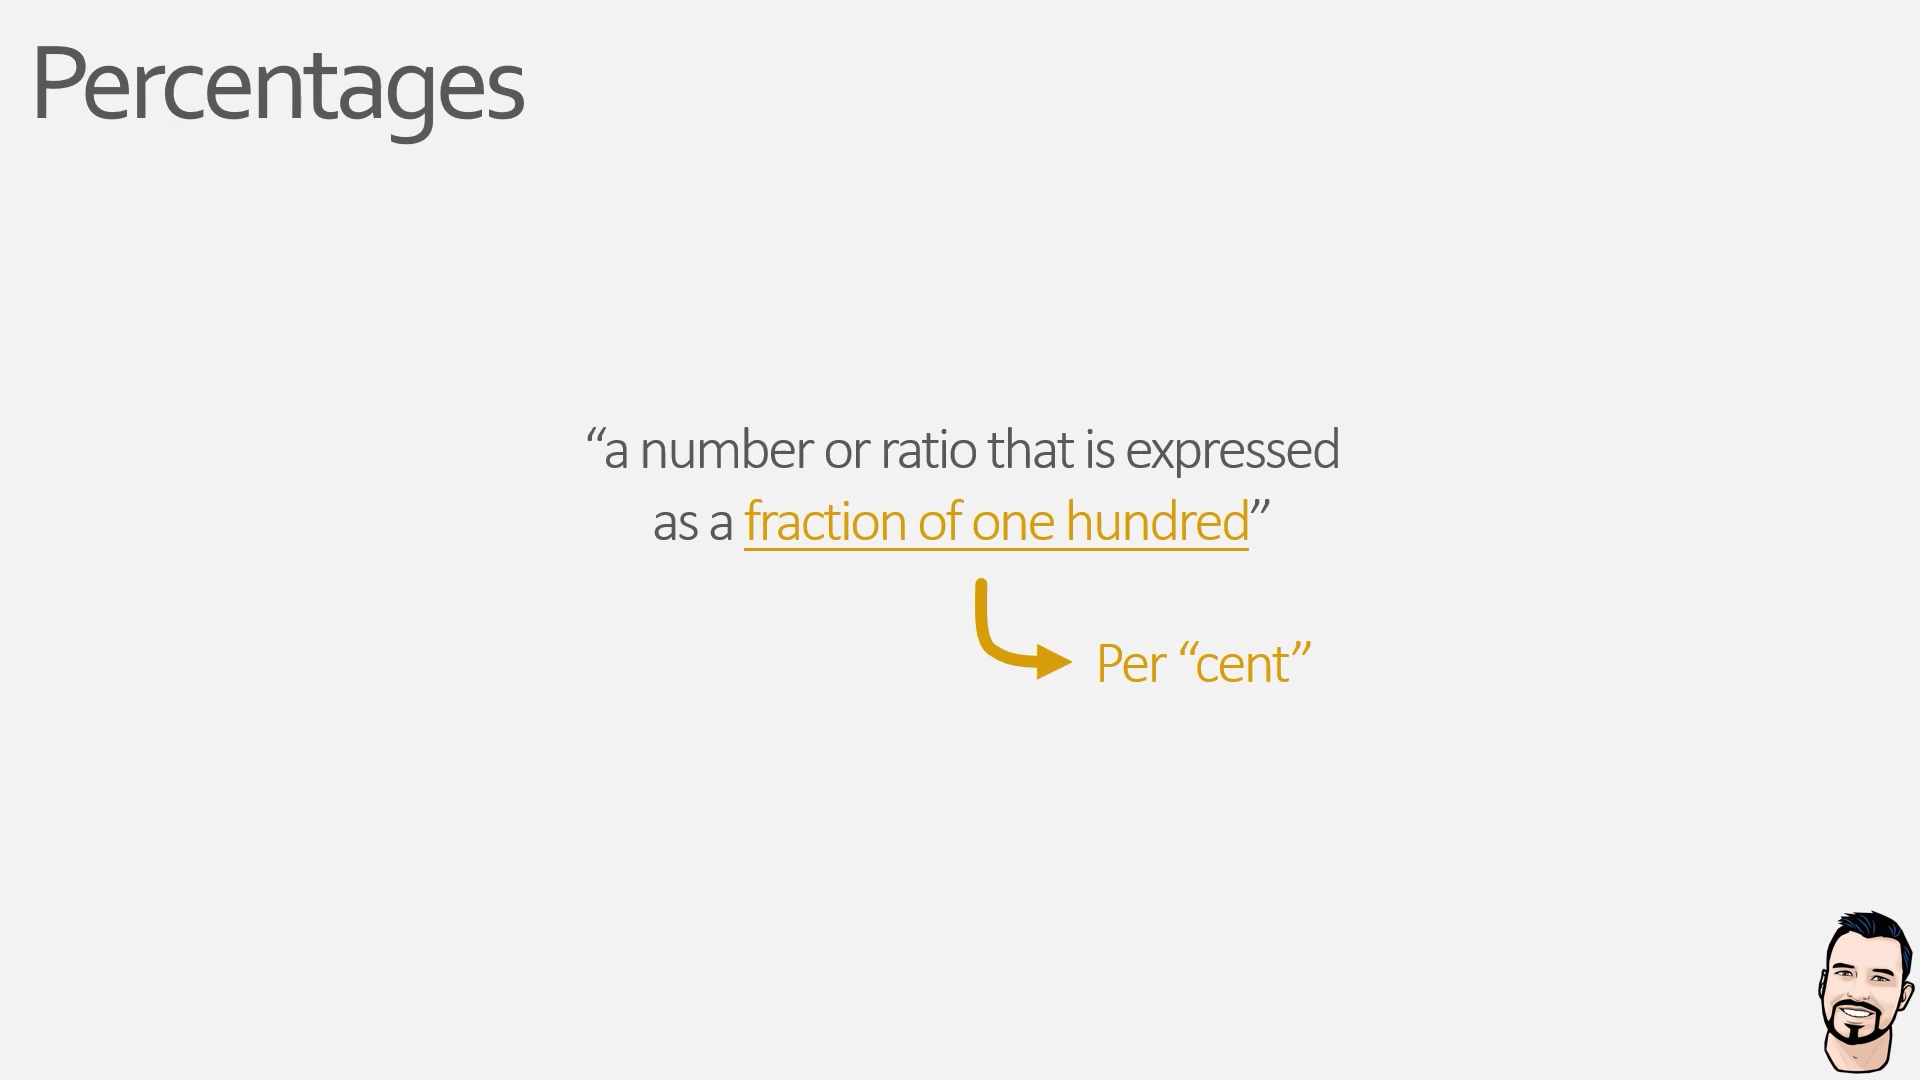 Percentages
“a number or ratio that is expressed
as a fraction of one hundred”
Per “cent”